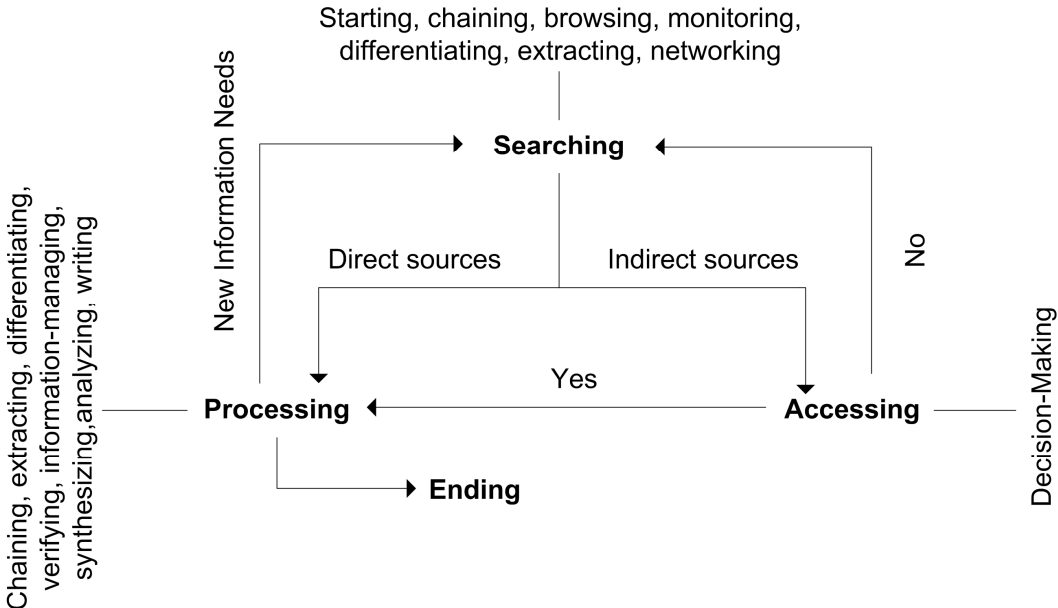 Starting, chaining, browsing, monitoring,
differentiating, extracting, networking
New Information Needs
Searching
Direct sources
Indirect sources
No
Yes
Chaining, extracting, differentiating,
verifying, information-managing,
synthesizing,analyzing, writing
Processing
Accessing
Decision-Making
Ending